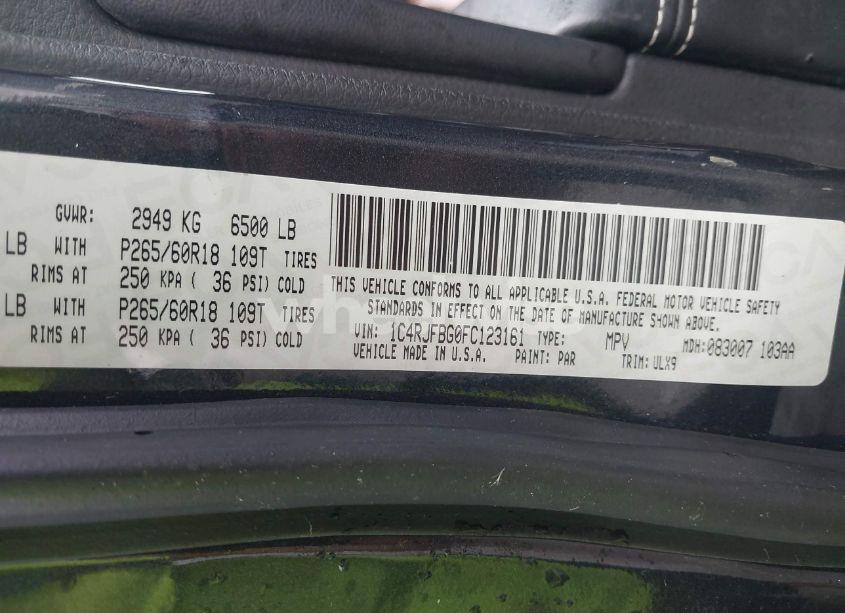 GVWR: 2949 KG 6500 LB
LB WITH P265/60R18 109T TIRES
RIMS AT 250 KPA ( 36 PSI) COLD
LB WITH P265/60R18 109T TIRES
RIMS AT 250 KPA ( 36 PSI) COLD
THIS VEHICLE CONFORMS TO ALL APPLICABLE U.S.A. FEDERAL MOTOR VEHICLE SAFETY
STANDARDS IN EFFECT ON THE DATE OF MANUFACTURE SHOWN ABOVE.
VIN: 1C4RJFBG0FC123161 TYPE: MPV MDH: 083007 103AA
VEHICLE MADE IN U.S.A. PAINT: PAR TRIM: ULX9